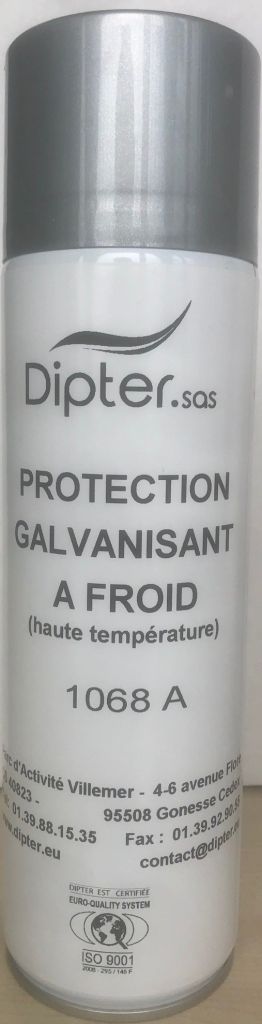 Dipter.sas
PROTECTION
GALVANISANT
A FROID
(haute température)
1068 A
d'Activité Villemer - 4-6 avenue
40823 - 95508 Gonesse
01.39.88.15.35 Fax : 01.39.92.90.
www.dipter.eu contact@dipter.
DIPTER EST CERTIFIÉE
EURO-QUALITY SYSTEM
ISO 9001